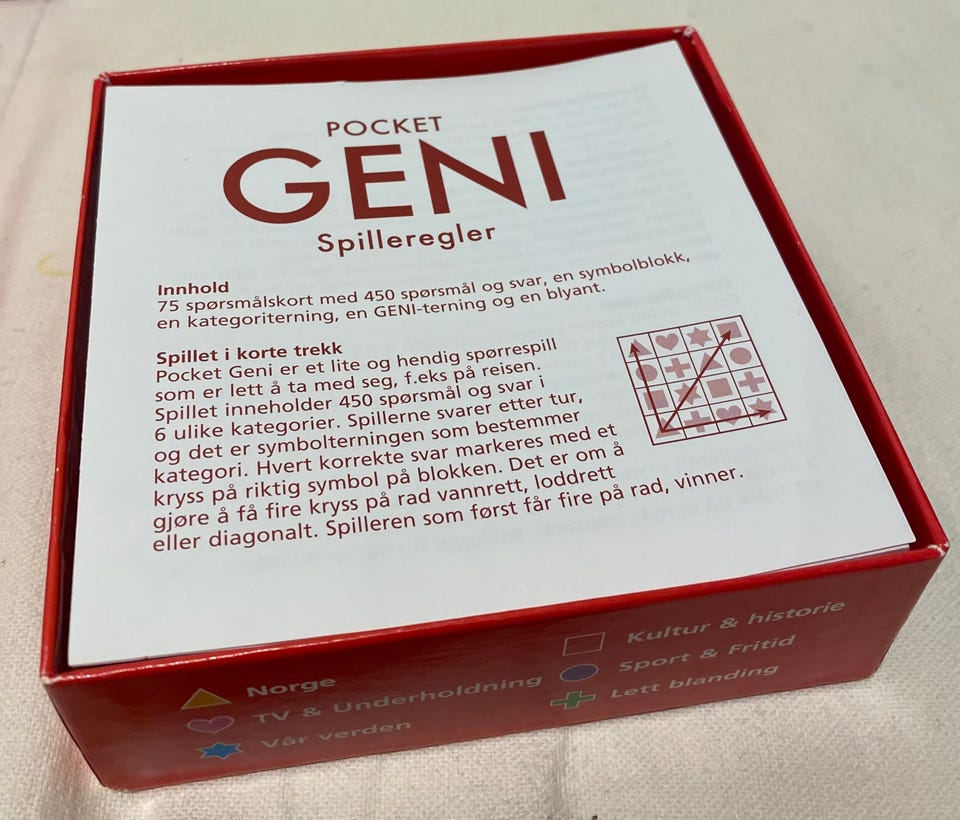 POCKET
GENI
Spilleregler
Innhold
75 spørsmålskort med 450 spørsmål og svar, en symbolblokk,
en kategoriterning, en GENI-terning og en blyant.
Spillet i korte trekk
Pocket Geni er et lite og hendig spørrespill
som er lett å ta med seg, f.eks på reisen.
Spillet inneholder 450 spørsmål og svar i
6 ulike kategorier. Spillerne svarer etter tur,
og det er symbolterningen som bestemmer
kategori. Hvert korrekte svar markeres med et
kryss på riktig symbol på blokken. Det er om å
gjøre å få fire kryss på rad vannrett, loddrett
eller diagonalt. Spilleren som først får fire på rad, vinner.
Norge
TV & Underholdning
Vår verden
Kultur & historie
Sport & Fritid
Lett blanding